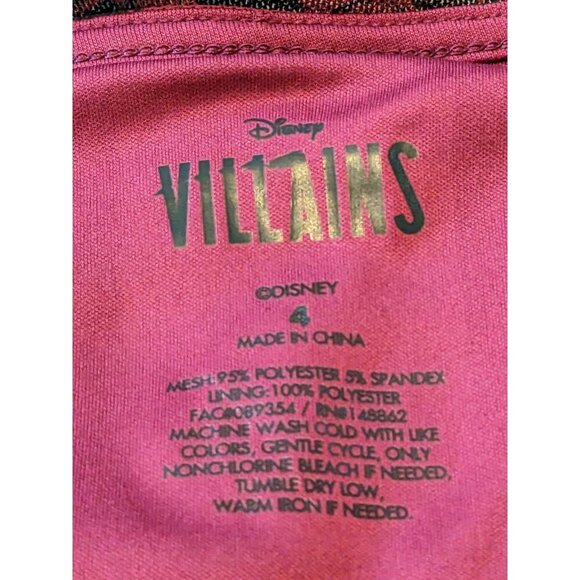 Disney
VILLAINS
©DISNEY
4
MADE IN CHINA
MESH: 95% POLYESTER 5% SPANDEX
LINING: 100% POLYESTER
FAC#089354 / RN#148862
MACHINE WASH COLD WITH LIKE
COLORS, GENTLE CYCLE, ONLY
NONCHLORINE BLEACH IF NEEDED,
TUMBLE DRY LOW,
WARM IRON IF NEEDED.